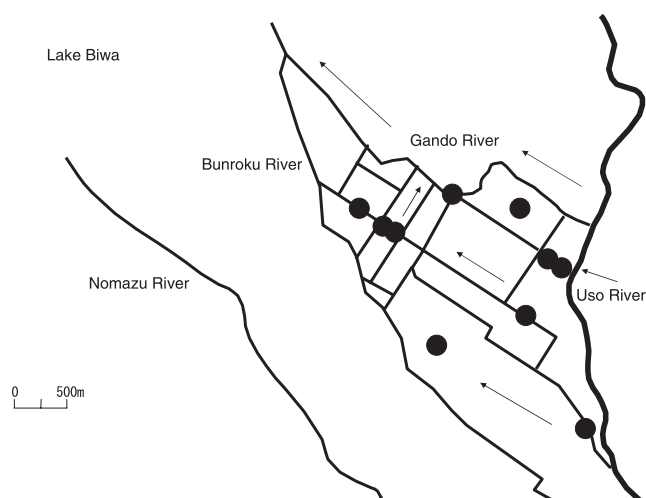 Lake Biwa
Gando River
Bunroku River
Nomazu River
Uso River
0 500m